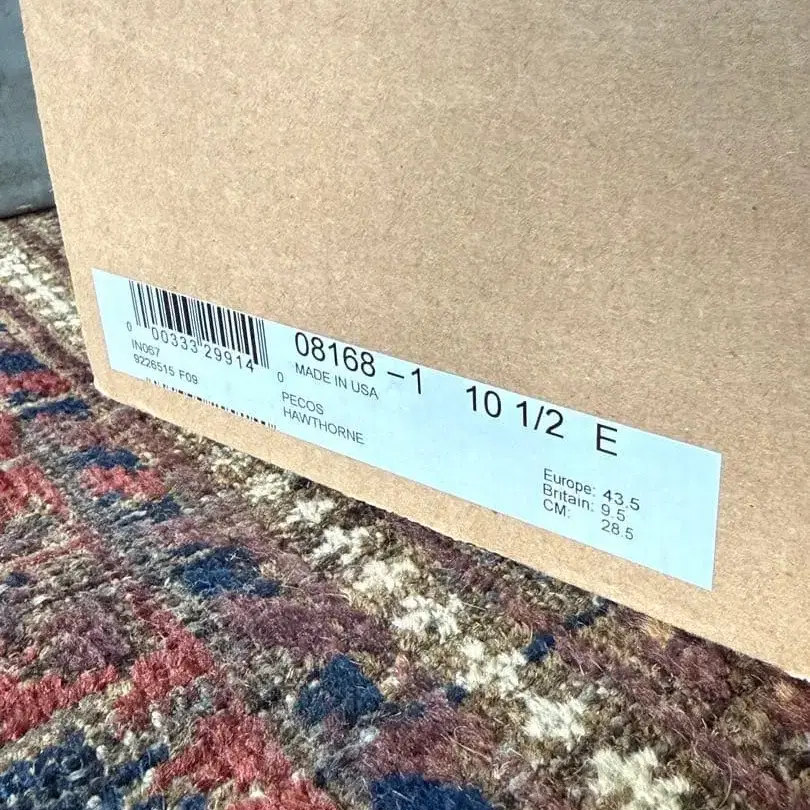 0 00333 29914 0
IN067
9226515 F09
08168 – 1 10 1/2 E
MADE IN USA
PECOS
HAWTHORNE
Europe: 43.5
Britain: 9.5
CM: 28.5